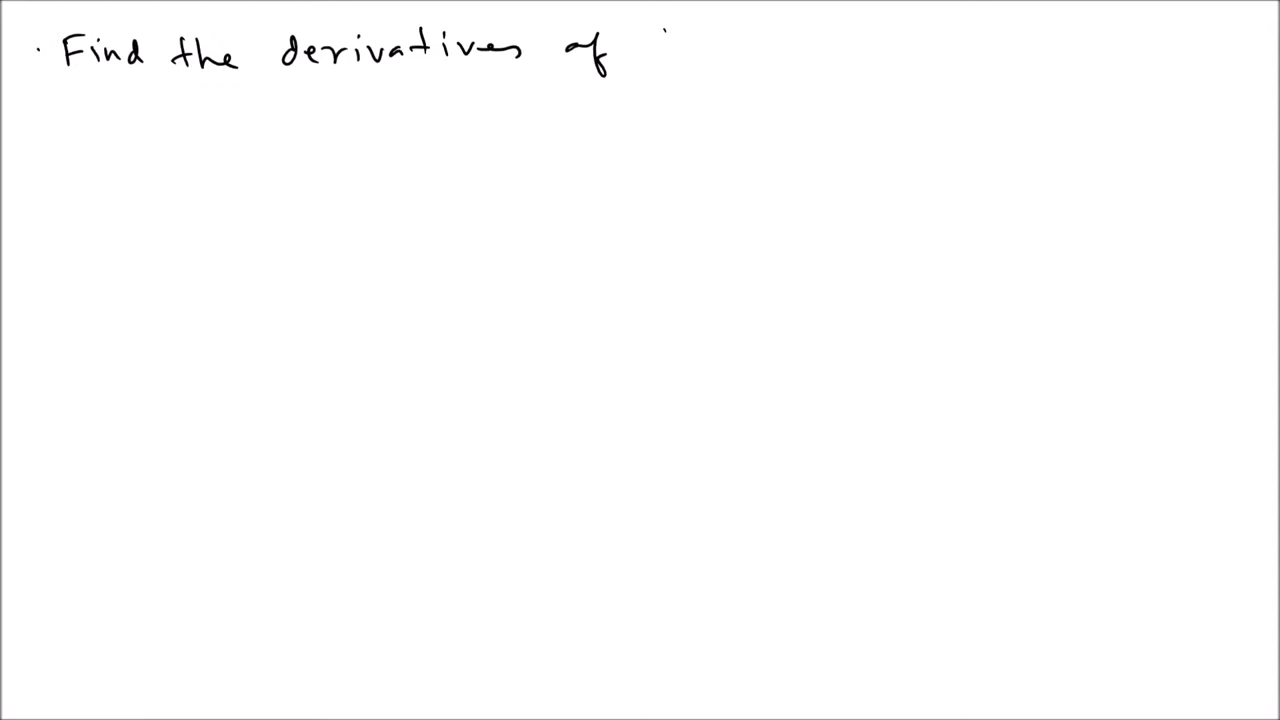 Find the derivatives of